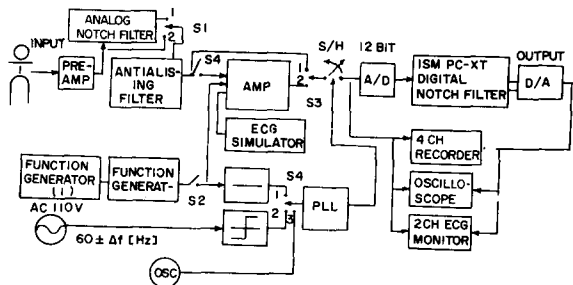 INPUT
ANALOG
NOTCH FILTER
1
2
S1
PRE-
AMP
ANTIALIS-
ING
FILTER
S4
AMP
1
2
S3
S/H
12 BIT
A/D
ISM PC-XT
DIGITAL
NOTCH FILTER
OUTPUT
D/A
ECG
SIMULATOR
4 CH
RECORDER
OSCILLO-
SCOPE
2CH ECG
MONITOR
FUNCTION
GENERATOR
(1)
FUNCTION
GENERAT-
S2
S4
1
2
3
PLL
AC 110V
60± Δf [Hz]
OSC